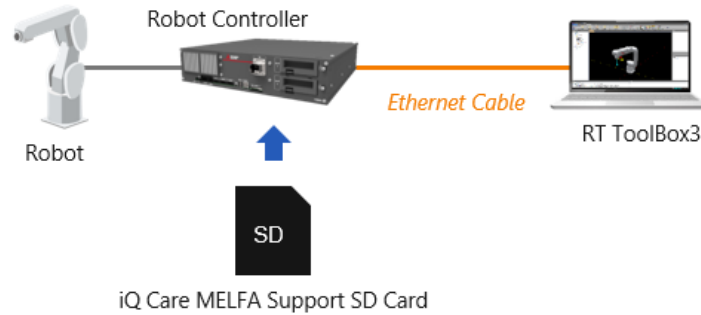 Robot Controller
Ethernet Cable
RT ToolBox3
Robot
SD
iQ Care MELFA Support SD Card